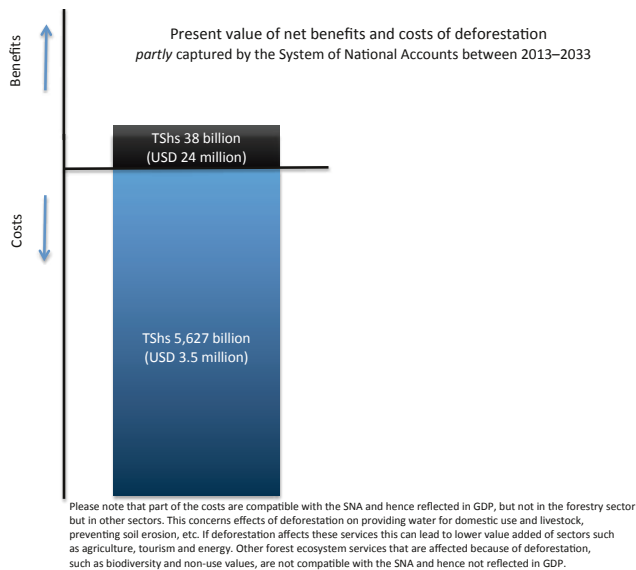 Present value of net benefits and costs of deforestation
partly captured by the System of National Accounts between 2013–2033
Benefits
TShs 38 billion
(USD 24 million)
Costs
TShs 5,627 billion
(USD 3.5 million)
Please note that part of the costs are compatible with the SNA and hence reflected in GDP, but not in the forestry sector
but in other sectors. This concerns effects of deforestation on providing water for domestic use and livestock,
preventing soil erosion, etc. If deforestation affects these services this can lead to lower value added of sectors such
as agriculture, tourism and energy. Other forest ecosystem services that are affected because of deforestation,
such as biodiversity and non-use values, are not compatible with the SNA and hence not reflected in GDP.